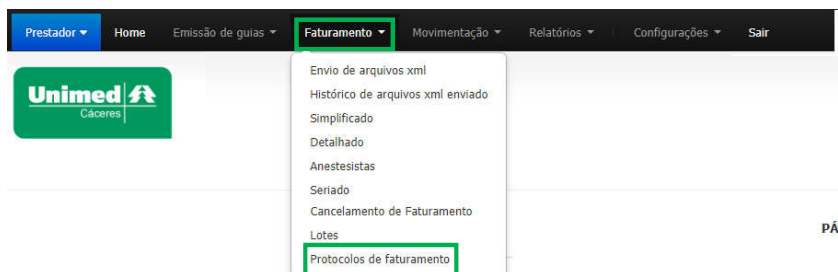 Prestador Home Emissão de guias Faturamento Movimentação Relatórios Configurações Sair
Unimed
Cáceres
Envio de arquivos xml
Histórico de arquivos xml enviado
Simplificado
Detalhado
Anestesistas
Seriado
Cancelamento de Faturamento
Lotes
Protocolos de faturamento
PÁ